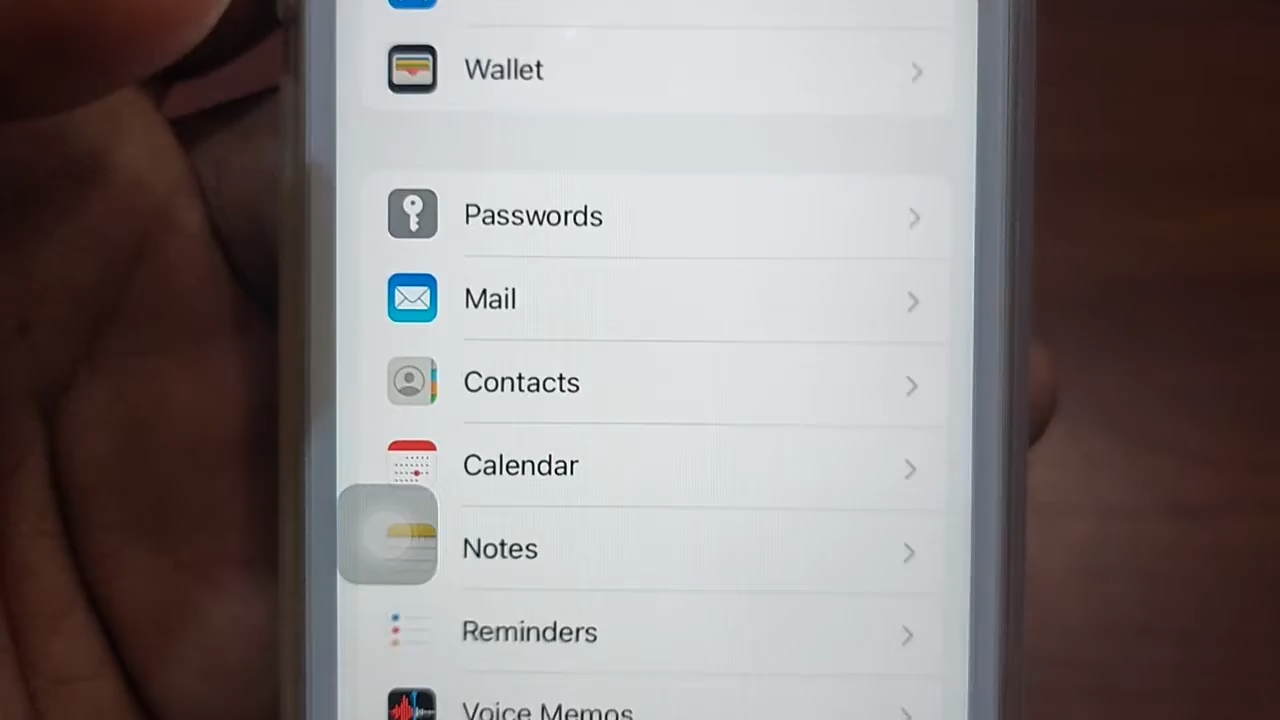 Wallet
Passwords
Mail
Contacts
Calendar
Notes
Reminders
Voice Memos